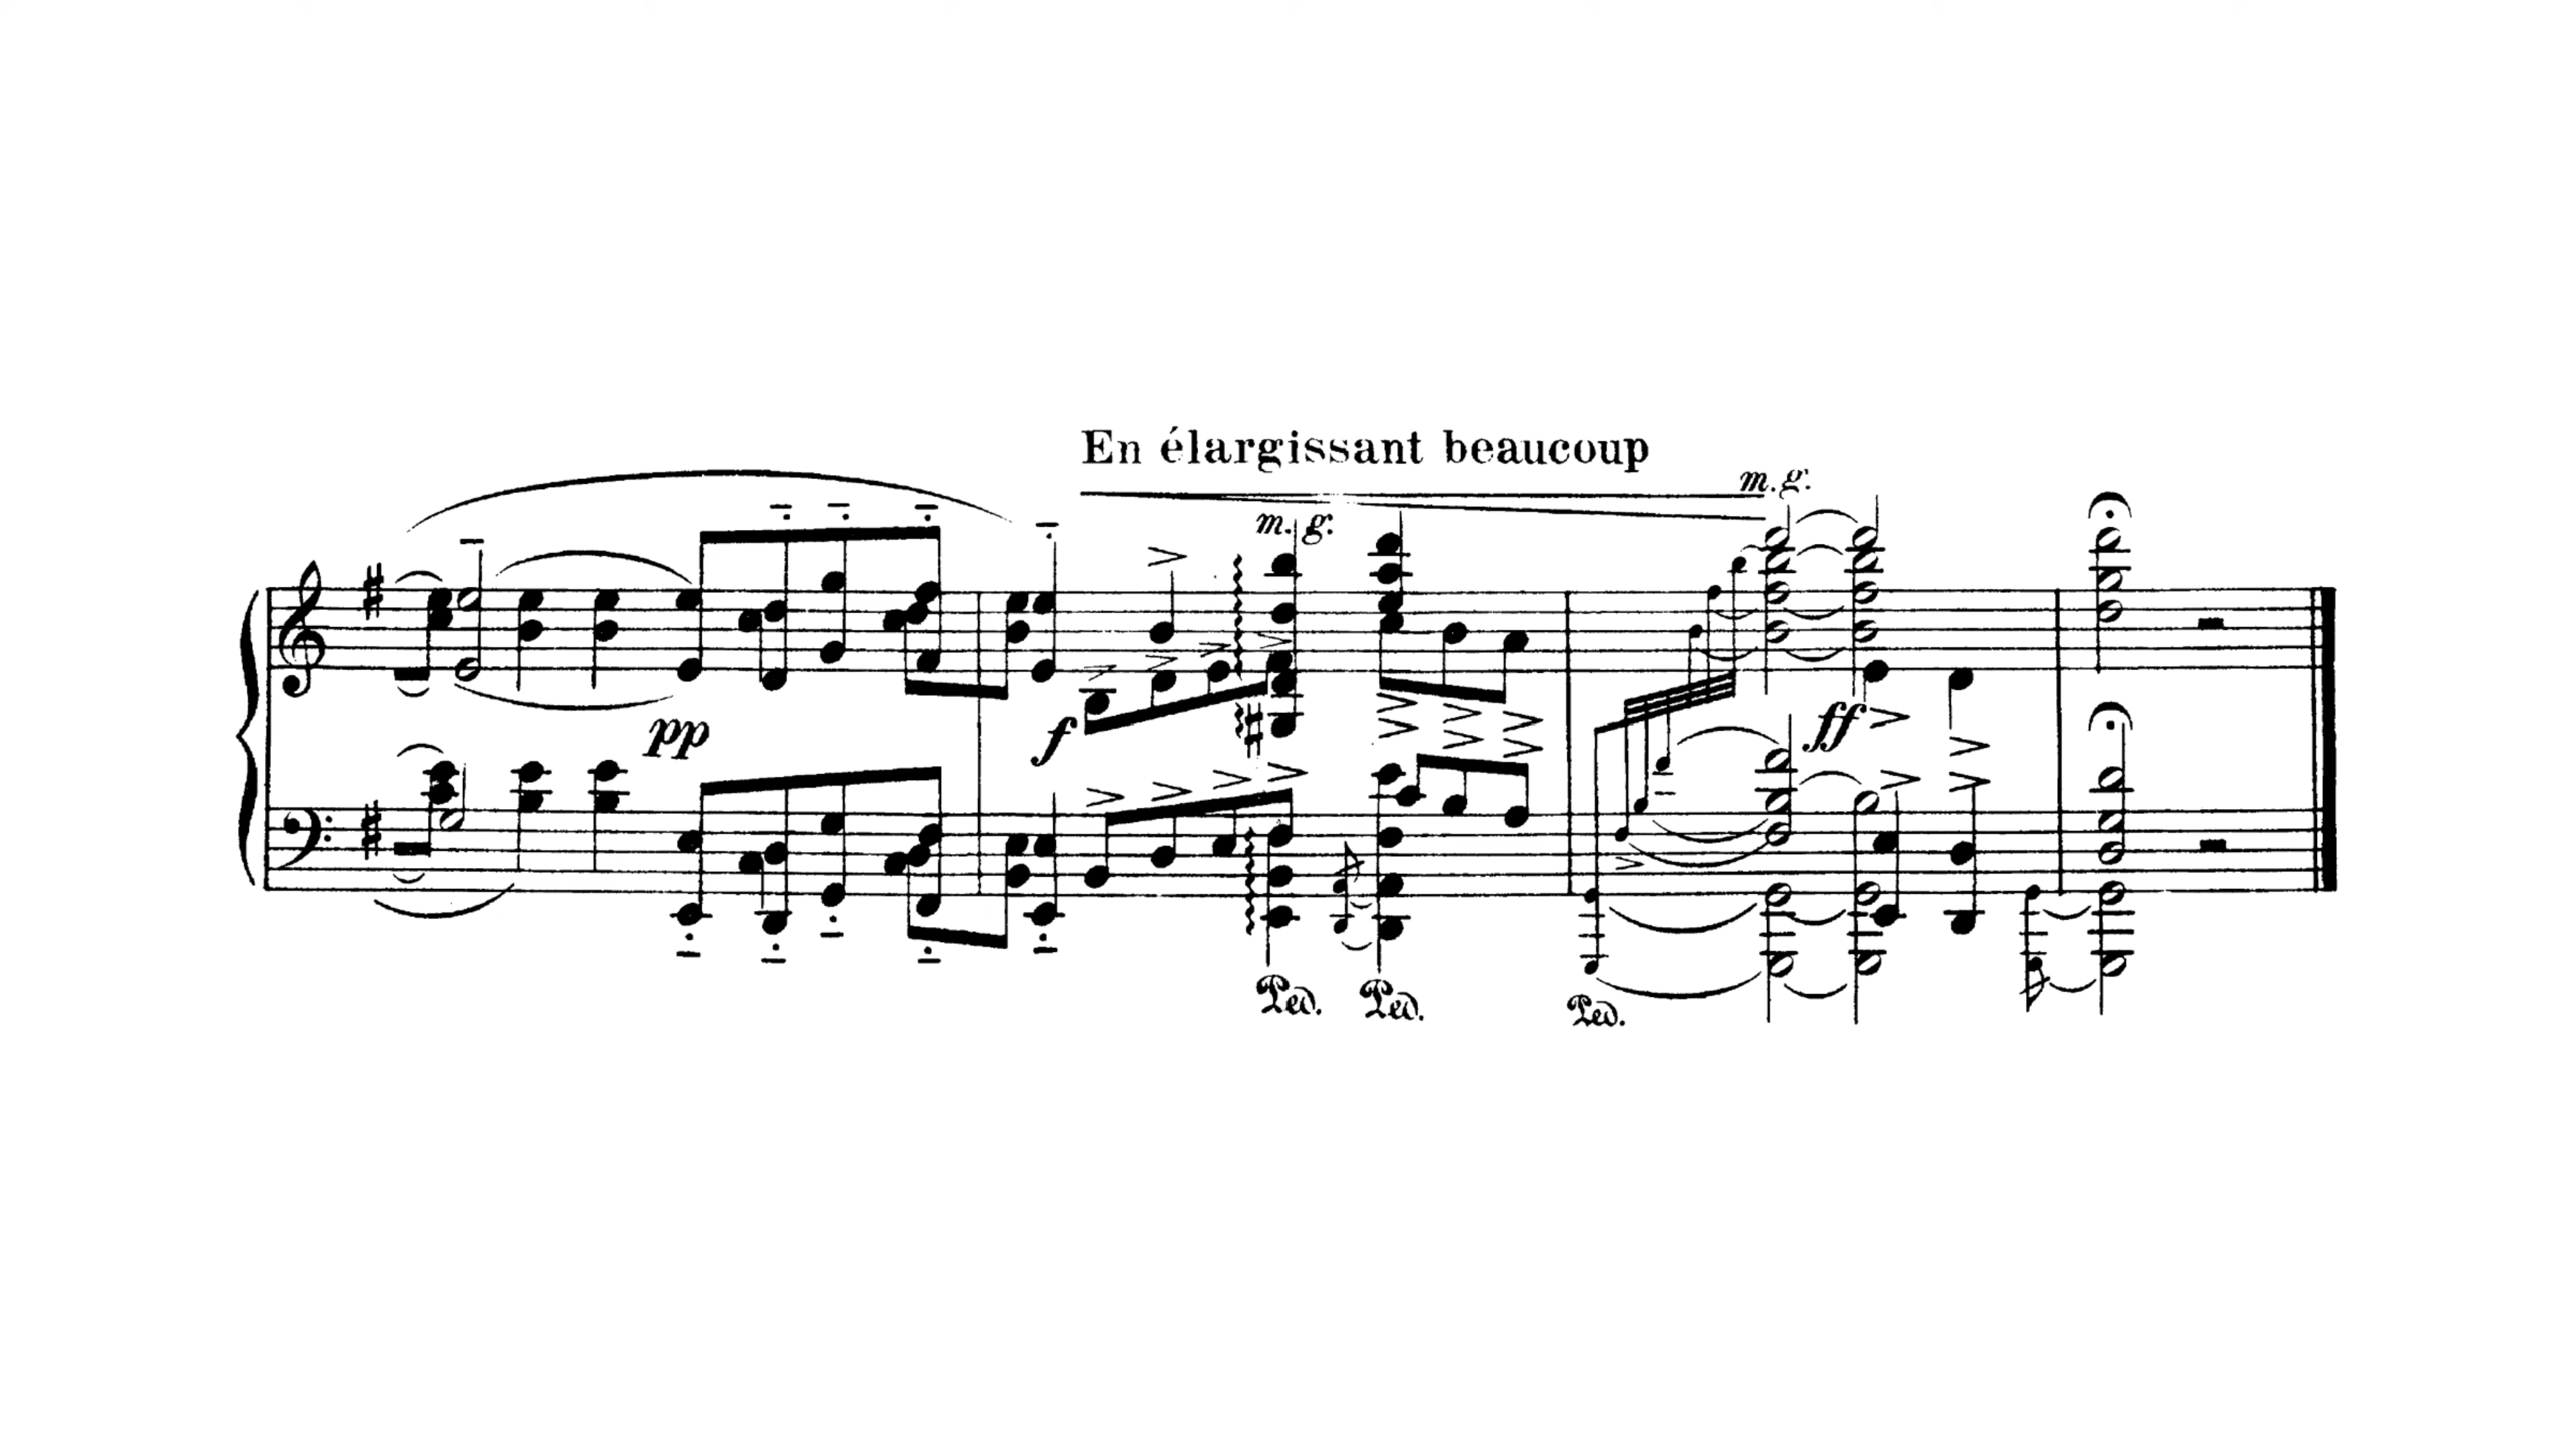 En élargissant beaucoup
m. g.
m. g.
pp
f
ff
Ped.
Ped.
Ped.